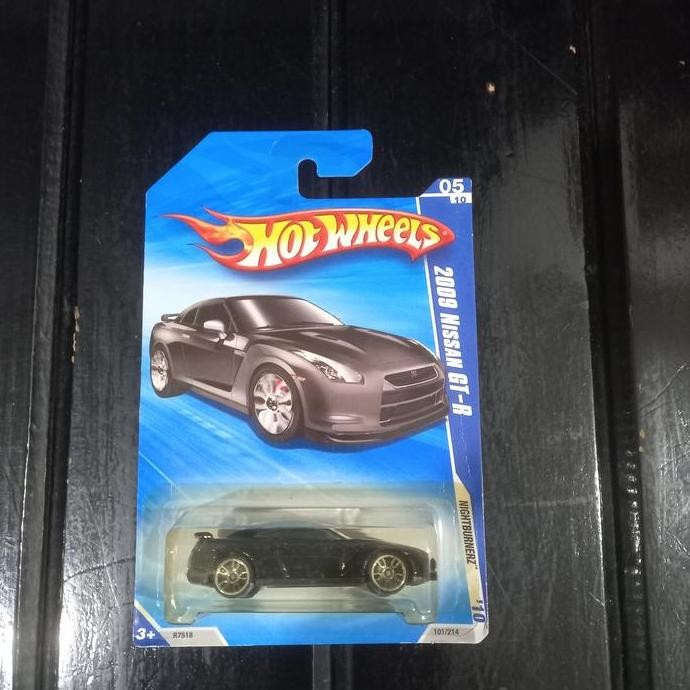 05
10
HOT WHEELS
2009 NISSAN GT-R
NIGHTBURNERZ
'10
3+
R7518
101/214